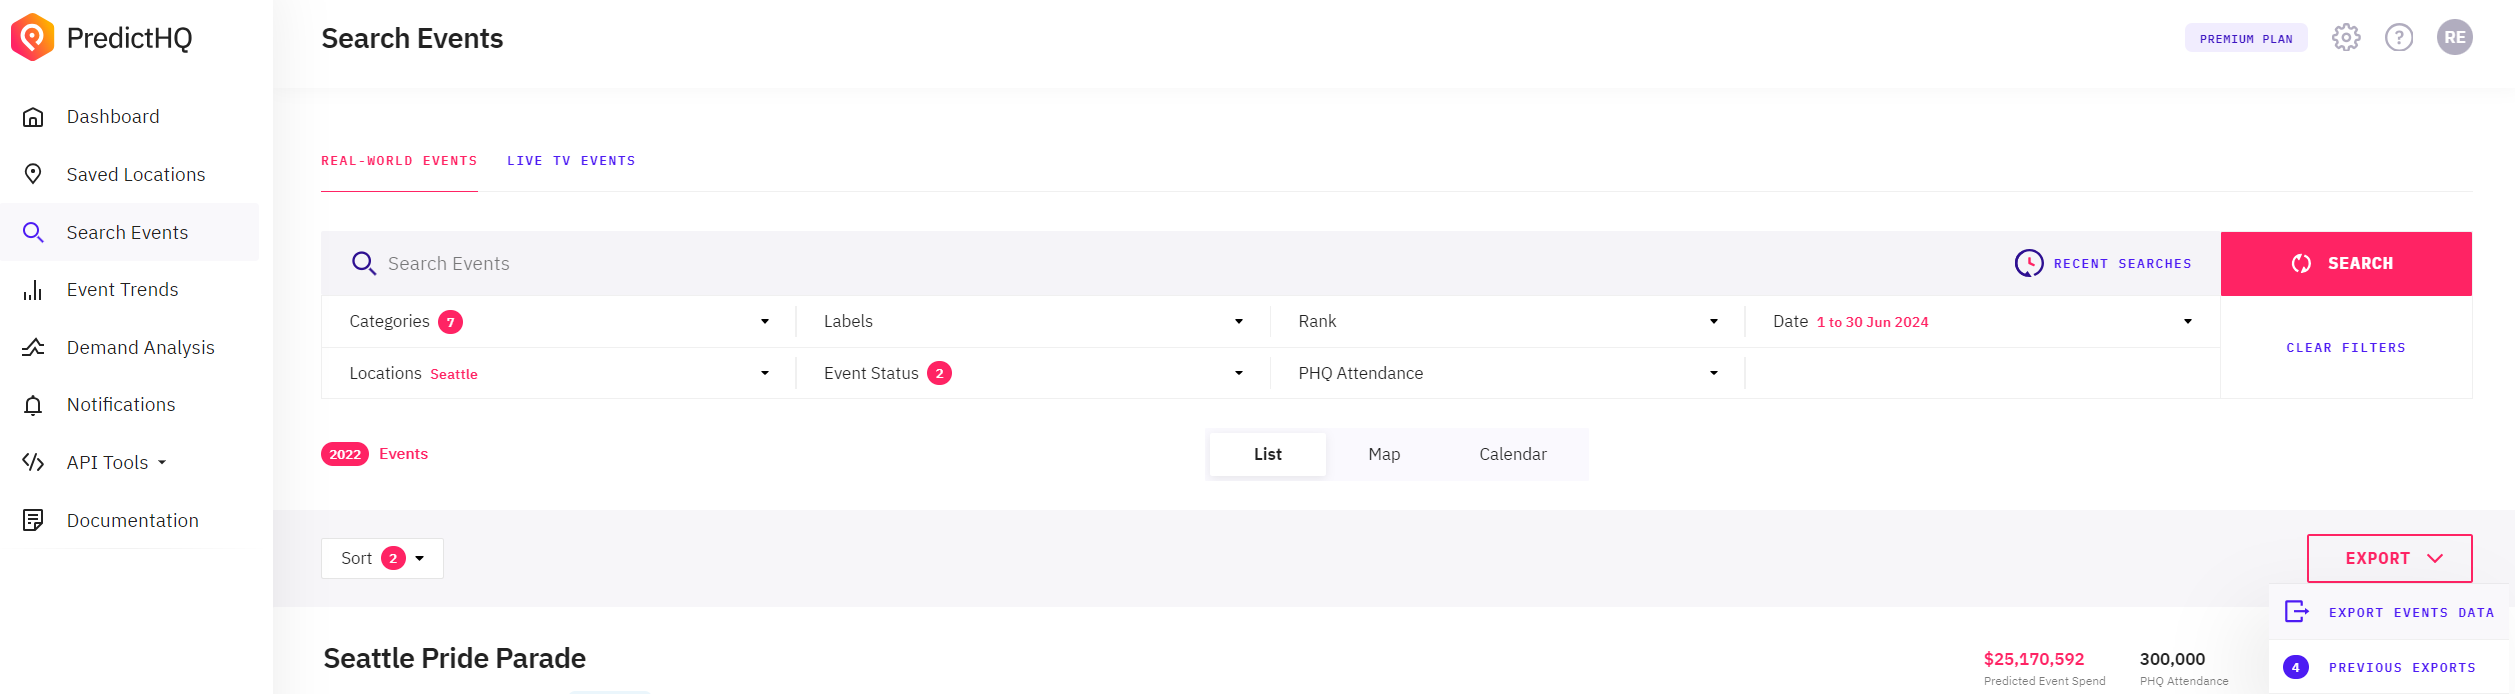 PredictHQ
Search Events
PREMIUM PLAN
RE
Dashboard
Saved Locations
Search Events
Event Trends
Demand Analysis
Notifications
API Tools
Documentation
REAL-WORLD EVENTS
LIVE TV EVENTS
Search Events
RECENT SEARCHES
SEARCH
Categories 7
Labels
Rank
Date 1 to 30 Jun 2024
CLEAR FILTERS
Locations Seattle
Event Status 2
PHQ Attendance
2022 Events
List
Map
Calendar
Sort 2
EXPORT
EXPORT EVENTS DATA
4 PREVIOUS EXPORTS
Seattle Pride Parade
$25,170,592
Predicted Event Spend
300,000
PHQ Attendance